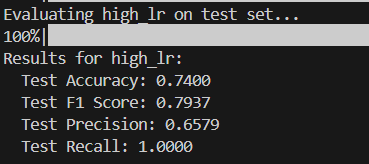 Evaluating high_lr on test set...
100%|
Results for high_lr:
Test Accuracy: 0.7400
Test F1 Score: 0.7937
Test Precision: 0.6579
Test Recall: 1.0000